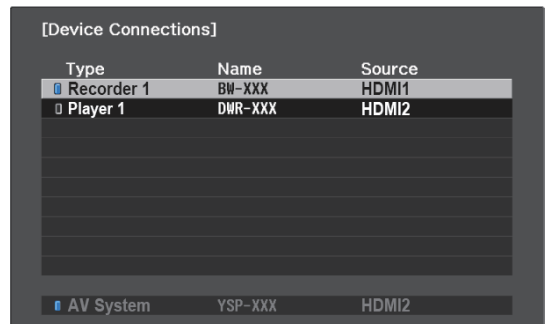 [Device Connections]
Type Name Source
Recorder 1 BW-XXX HDMI1
Player 1 DWR-XXX HDMI2
AV System YSP-XXX HDMI2